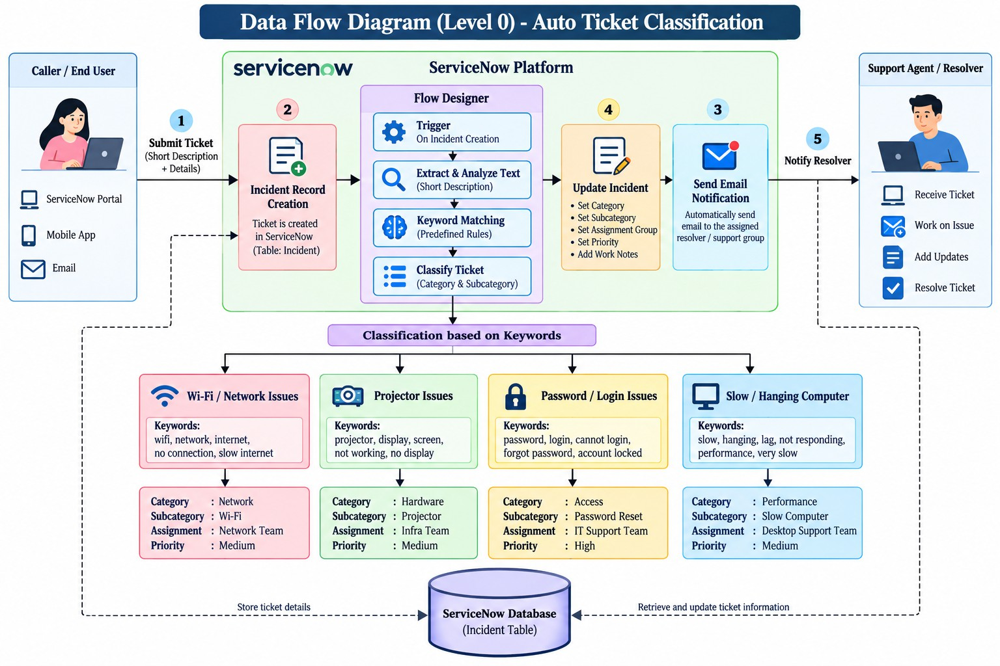 Data Flow Diagram (Level 0) - Auto Ticket Classification
Caller / End User
ServiceNow Portal
Mobile App
Email
1
Submit Ticket
(Short Description
+ Details)
servicenow
ServiceNow Platform
2
Incident Record
Creation
Ticket is created
in ServiceNow
(Table: Incident)
Flow Designer
Trigger
On Incident Creation
Extract & Analyze Text
(Short Description)
Keyword Matching
(Predefined Rules)
Classify Ticket
(Category & Subcategory)
4
Update Incident
• Set Category
• Set Subcategory
• Set Assignment Group
• Set Priority
• Add Work Notes
3
Send Email
Notification
Automatically send
email to the assigned
resolver / support group
5
Notify Resolver
Support Agent / Resolver
Receive Ticket
Work on Issue
Add Updates
Resolve Ticket
Classification based on Keywords
Wi-Fi / Network Issues
Keywords:
wifi, network, internet,
no connection, slow internet
Category : Network
Subcategory : Wi-Fi
Assignment : Network Team
Priority : Medium
Projector Issues
Keywords:
projector, display, screen,
not working, no display
Category : Hardware
Subcategory : Projector
Assignment : Infra Team
Priority : Medium
Password / Login Issues
Keywords:
password, login, cannot login,
forgot password, account locked
Category : Access
Subcategory : Password Reset
Assignment : IT Support Team
Priority : High
Slow / Hanging Computer
Keywords:
slow, hanging, lag, not responding,
performance, very slow
Category : Performance
Subcategory : Slow Computer
Assignment : Desktop Support Team
Priority : Medium
Store ticket details
ServiceNow Database
(Incident Table)
Retrieve and update ticket information